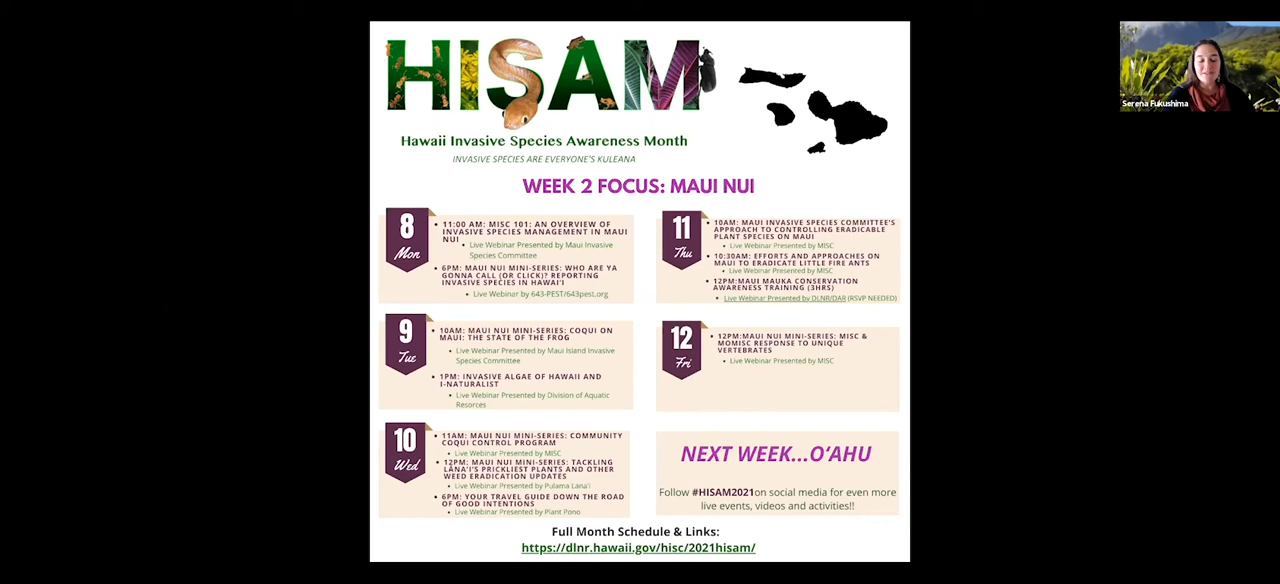 HISAM
Hawaii Invasive Species Awareness Month
INVASIVE SPECIES ARE EVERYONE'S KULEANA
Serena Fukushima
WEEK 2 FOCUS: MAUI NUI
8
Mon
• 11:00 AM: MISC 101: AN OVERVIEW OF
INVASIVE SPECIES MANAGEMENT IN MAUI
NUI
• Live Webinar Presented by Maui Invasive
Species Committee
• 6PM: MAUI NUI MINI-SERIES: WHO ARE YA
GONNA CALL (OR CLICK)? REPORTING
INVASIVE SPECIES IN HAWAI'I
• Live Webinar by 643-PEST/643pest.org
9
Tue
• 10AM: MAUI NUI MINI-SERIES: COQUI ON
MAUI: THE STATE OF THE FROG
• Live Webinar Presented by Maui Island Invasive
Species Committee
• 1PM: INVASIVE ALGAE OF HAWAII AND
I-NATURALIST
• Live Webinar Presented by Division of Aquatic
Resorces
10
Wed
• 11AM: MAUI NUI MINI-SERIES: COMMUNITY
COQUI CONTROL PROGRAM
• Live Webinar Presented by MISC
• 12PM: MAUI NUI MINI-SERIES: TACKLING
LĀNA'I'S PRICKLIEST PLANTS AND OTHER
WEED ERADICATION UPDATES
• Live Webinar Presented by Pulama Lana'i
• 6PM: YOUR TRAVEL GUIDE DOWN THE ROAD
OF GOOD INTENTIONS
• Live Webinar Presented by Plant Pono
11
Thu
• 10AM: MAUI INVASIVE SPECIES COMMITTEE'S
APPROACH TO CONTROLLING ERADICABLE
PLANT SPECIES ON MAUI
• Live Webinar Presented by MISC
• 10:30AM: EFFORTS AND APPROACHES ON
MAUI TO ERADICATE LITTLE FIRE ANTS
• Live Webinar Presented by MISC
• 12PM:MAUI MAUKA CONSERVATION
AWARENESS TRAINING (3HRS)
• Live Webinar Presented by DLNR/DAR (RSVP NEEDED)
12
Fri
• 12PM:MAUI NUI MINI-SERIES: MISC &
MOMISC RESPONSE TO UNIQUE
VERTEBRATES
• Live Webinar Presented by MISC
NEXT WEEK...O'AHU
Follow #HISAM2021on social media for even more
live events, videos and activities!!
Full Month Schedule & Links:
https://dlnr.hawaii.gov/hisc/2021hisam/